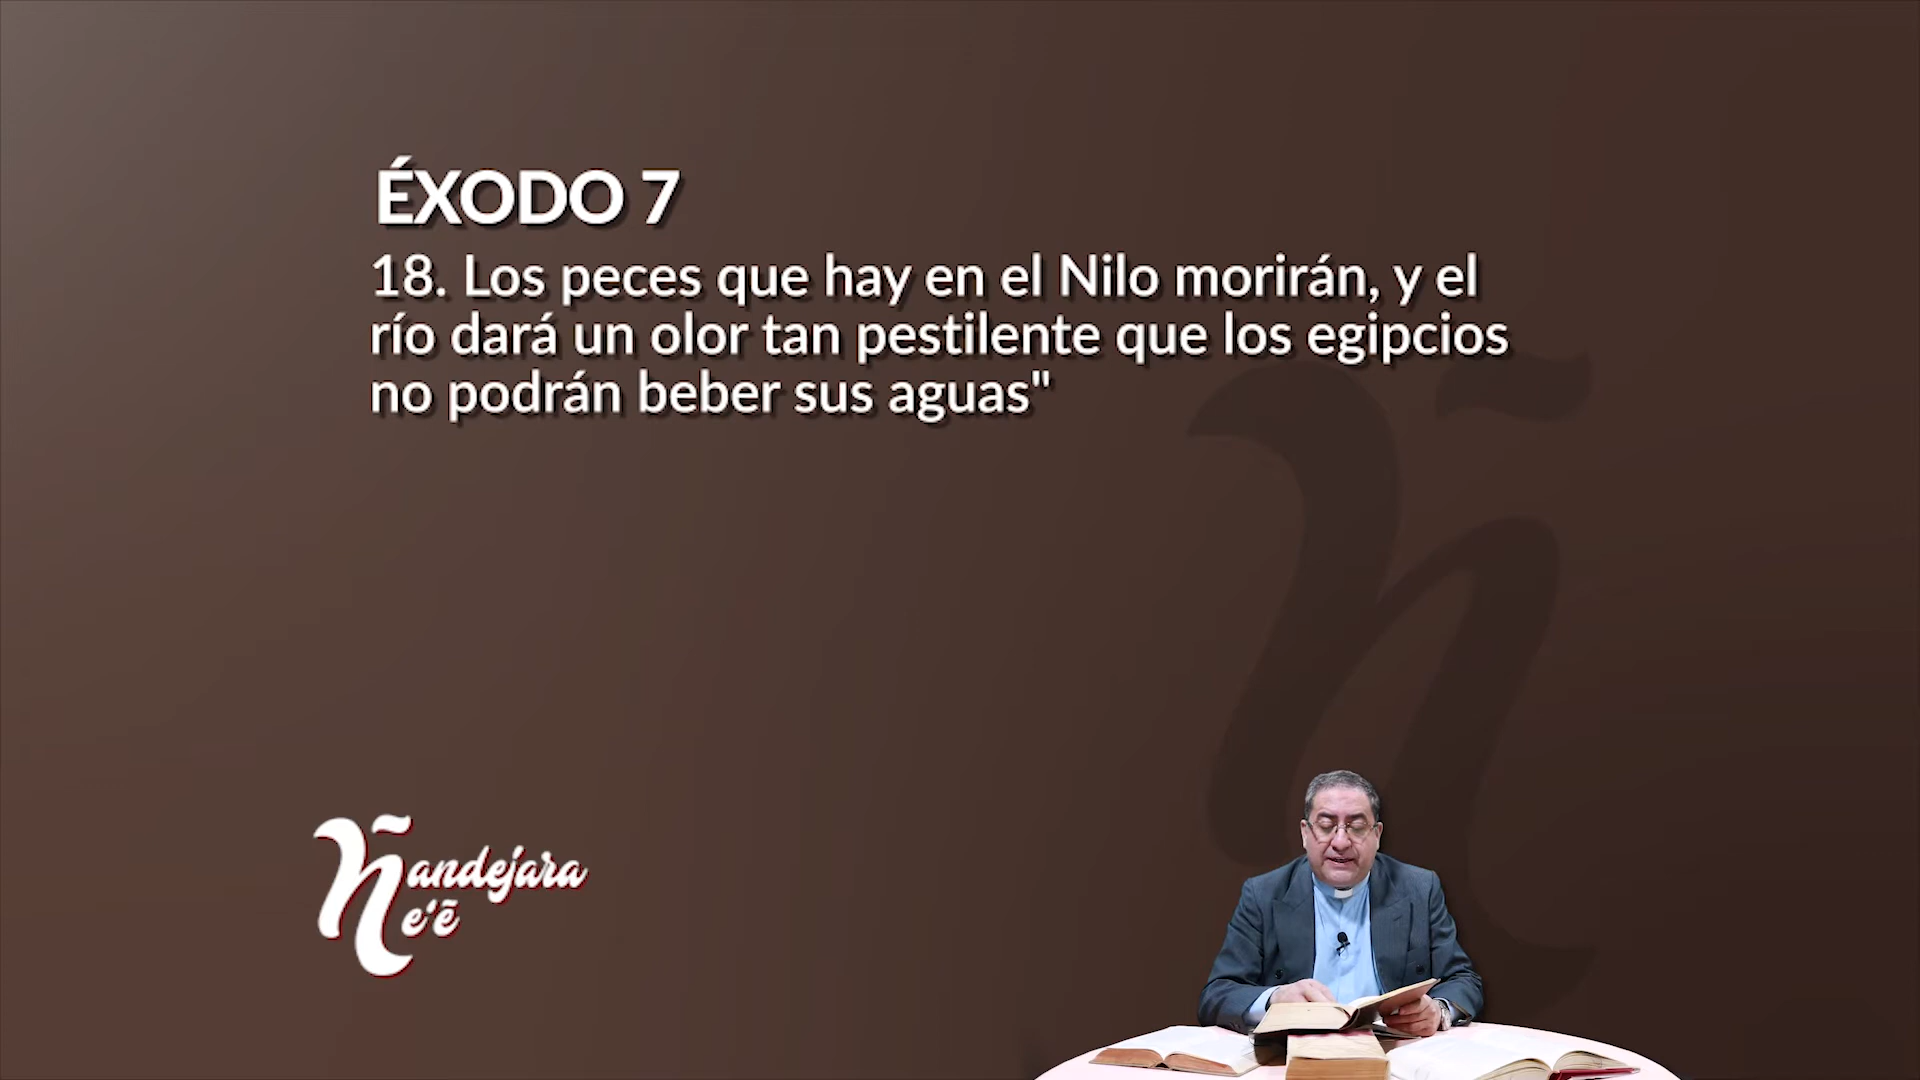 ÉXODO 7
18. Los peces que hay en el Nilo morirán, y el
río dará un olor tan pestilente que los egipcios
no podrán beber sus aguas"
Ñandejara
Ñe'ẽ